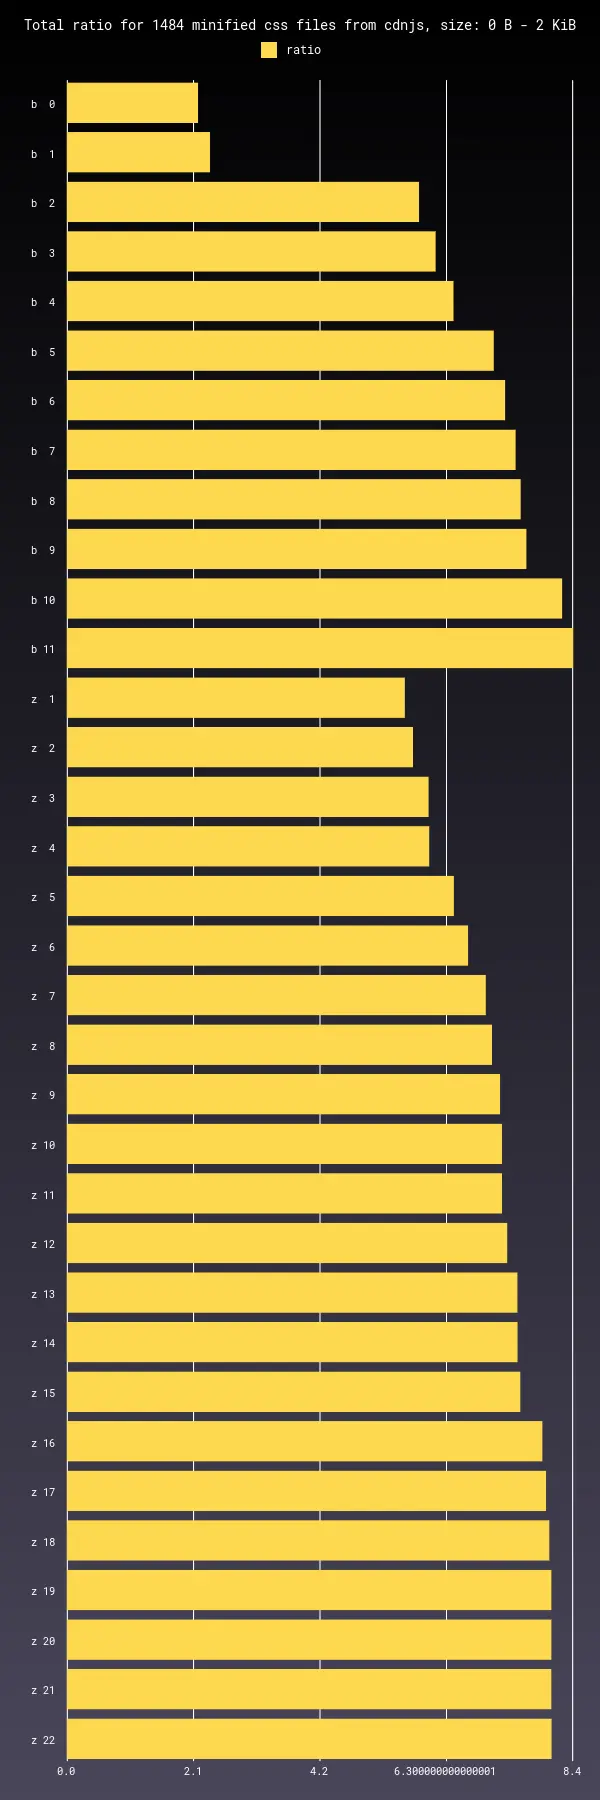 Total ratio for 1484 minified css files from cdnjs, size: 0 B - 2 KiB
ratio
b  0
b  1
b  2
b  3
b  4
b  5
b  6
b  7
b  8
b  9
b 10
b 11
z  1
z  2
z  3
z  4
z  5
z  6
z  7
z  8
z  9
z 10
z 11
z 12
z 13
z 14
z 15
z 16
z 17
z 18
z 19
z 20
z 21
z 22
0.0 2.1 4.2 6.300000000000001 8.4